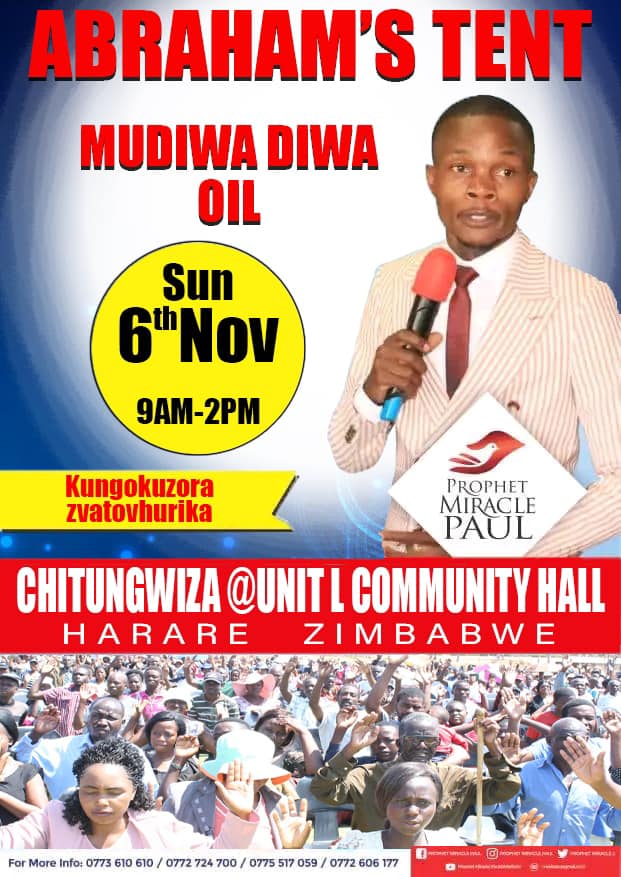 ABRAHAM'S TENT
MUDIWA DIWA
OIL
Sun
6th Nov
9AM-2PM
Kungokuzora
zvatovhurika
PROPHET
MIRACLE
PAUL
CHITUNGWIZA @UNIT L COMMUNITY HALL
HARARE ZIMBABWE
For More Info: 0773 610 610 / 0772 724 700 / 0775 517 059 / 0772 606 177
PROPHET MIRACLE PAUL PROPHET MIRACLE PAUL PROPHET MIRACLE